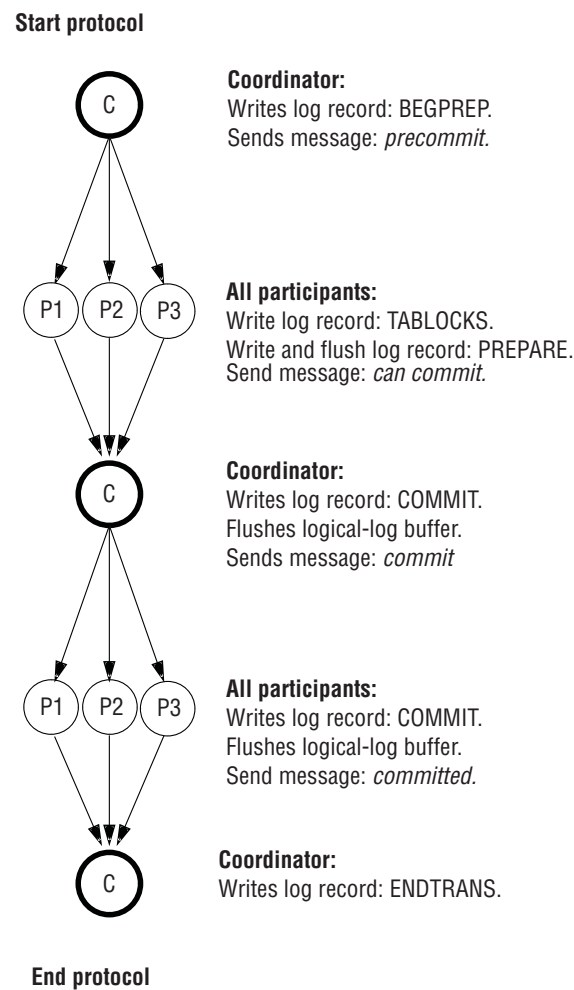 Start protocol
C
Coordinator:
Writes log record: BEGPREP.
Sends message: precommit.
P1 P2 P3
All participants:
Write log record: TABLOCKS.
Write and flush log record: PREPARE.
Send message: can commit.
C
Coordinator:
Writes log record: COMMIT.
Flushes logical-log buffer.
Sends message: commit
P1 P2 P3
All participants:
Writes log record: COMMIT.
Flushes logical-log buffer.
Send message: committed.
C
Coordinator:
Writes log record: ENDTRANS.
End protocol